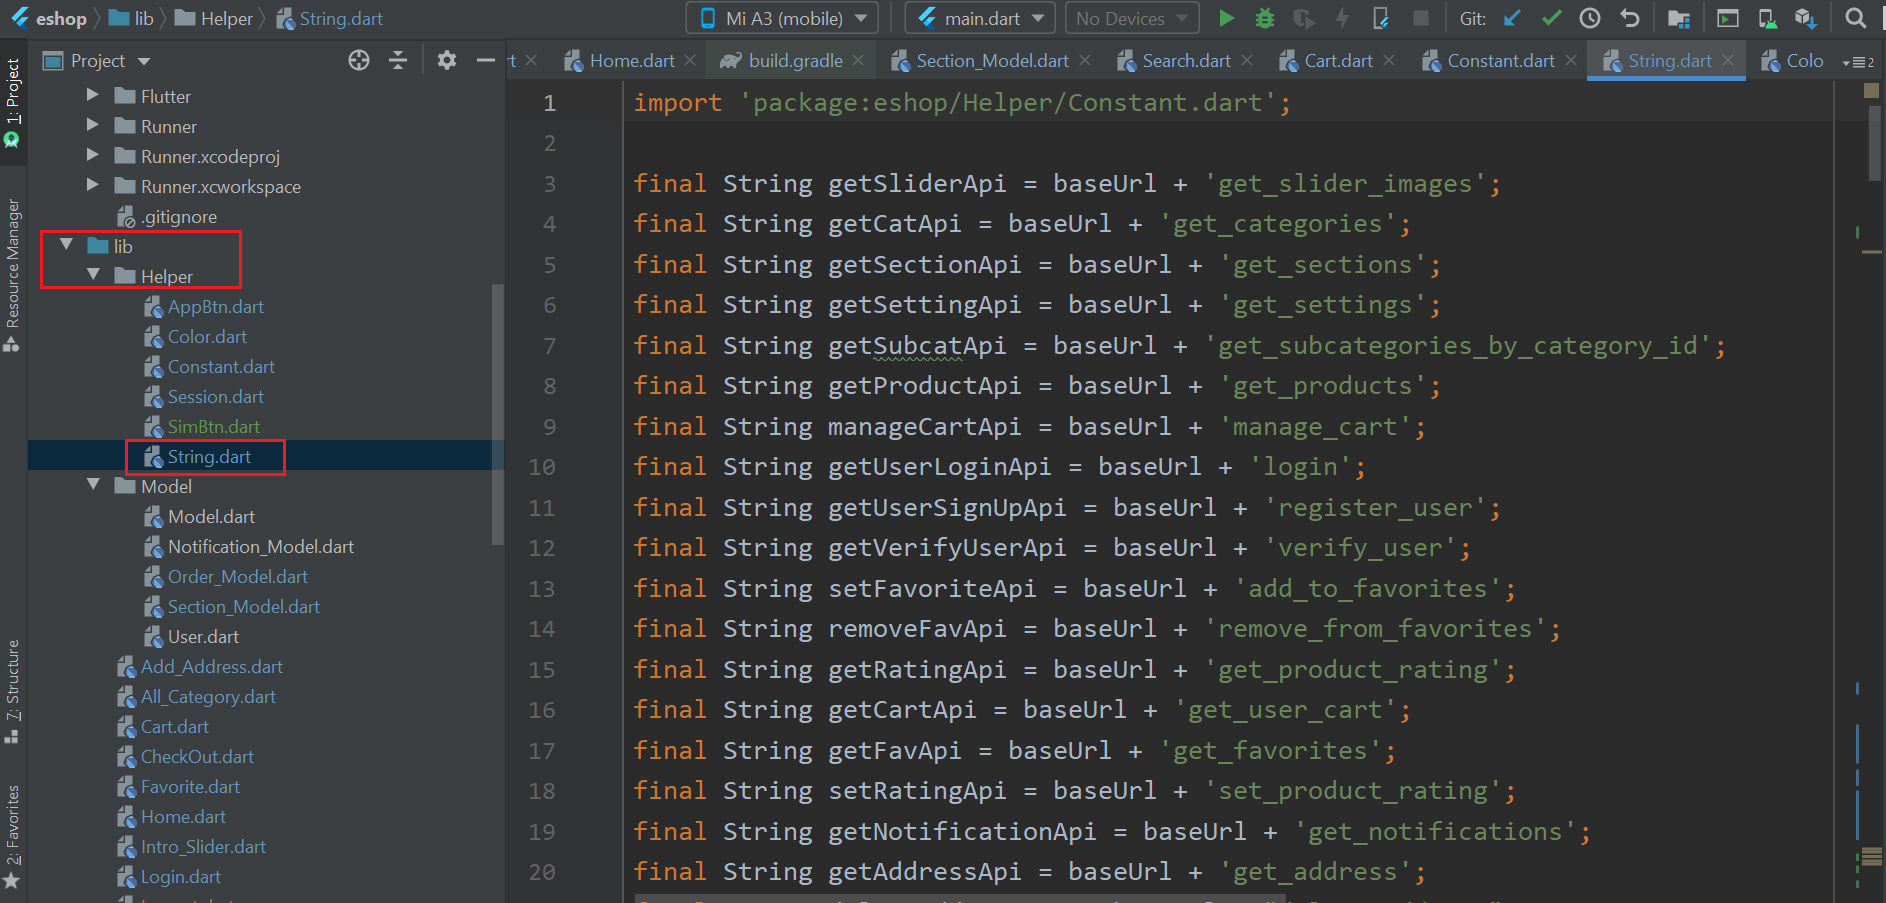 eshop lib Helper String.dart Mi A3 (mobile) main.dart No Devices Git:
Project
rt Home.dart build.gradle Section_Model.dart Search.dart Cart.dart Constant.dart String.dart Colo 2
1: Project
Resource Manager
7: Structure
2: Favorites
Flutter
Runner
Runner.xcodeproj
Runner.xcworkspace
.gitignore
lib
Helper
AppBtn.dart
Color.dart
Constant.dart
Session.dart
SimBtn.dart
String.dart
Model
Model.dart
Notification_Model.dart
Order_Model.dart
Section_Model.dart
User.dart
Add_Address.dart
All_Category.dart
Cart.dart
CheckOut.dart
Favorite.dart
Home.dart
Intro_Slider.dart
Login.dart
1 import 'package:eshop/Helper/Constant.dart';
2
3 final String getSliderApi = baseUrl + 'get_slider_images';
4 final String getCatApi = baseUrl + 'get_categories';
5 final String getSectionApi = baseUrl + 'get_sections';
6 final String getSettingApi = baseUrl + 'get_settings';
7 final String getSubcatApi = baseUrl + 'get_subcategories_by_category_id';
8 final String getProductApi = baseUrl + 'get_products';
9 final String manageCartApi = baseUrl + 'manage_cart';
10 final String getUserLoginApi = baseUrl + 'login';
11 final String getUserSignUpApi = baseUrl + 'register_user';
12 final String getVerifyUserApi = baseUrl + 'verify_user';
13 final String setFavoriteApi = baseUrl + 'add_to_favorites';
14 final String removeFavApi = baseUrl + 'remove_from_favorites';
15 final String getRatingApi = baseUrl + 'get_product_rating';
16 final String getCartApi = baseUrl + 'get_user_cart';
17 final String getFavApi = baseUrl + 'get_favorites';
18 final String setRatingApi = baseUrl + 'set_product_rating';
19 final String getNotificationApi = baseUrl + 'get_notifications';
20 final String getAddressApi = baseUrl + 'get_address';